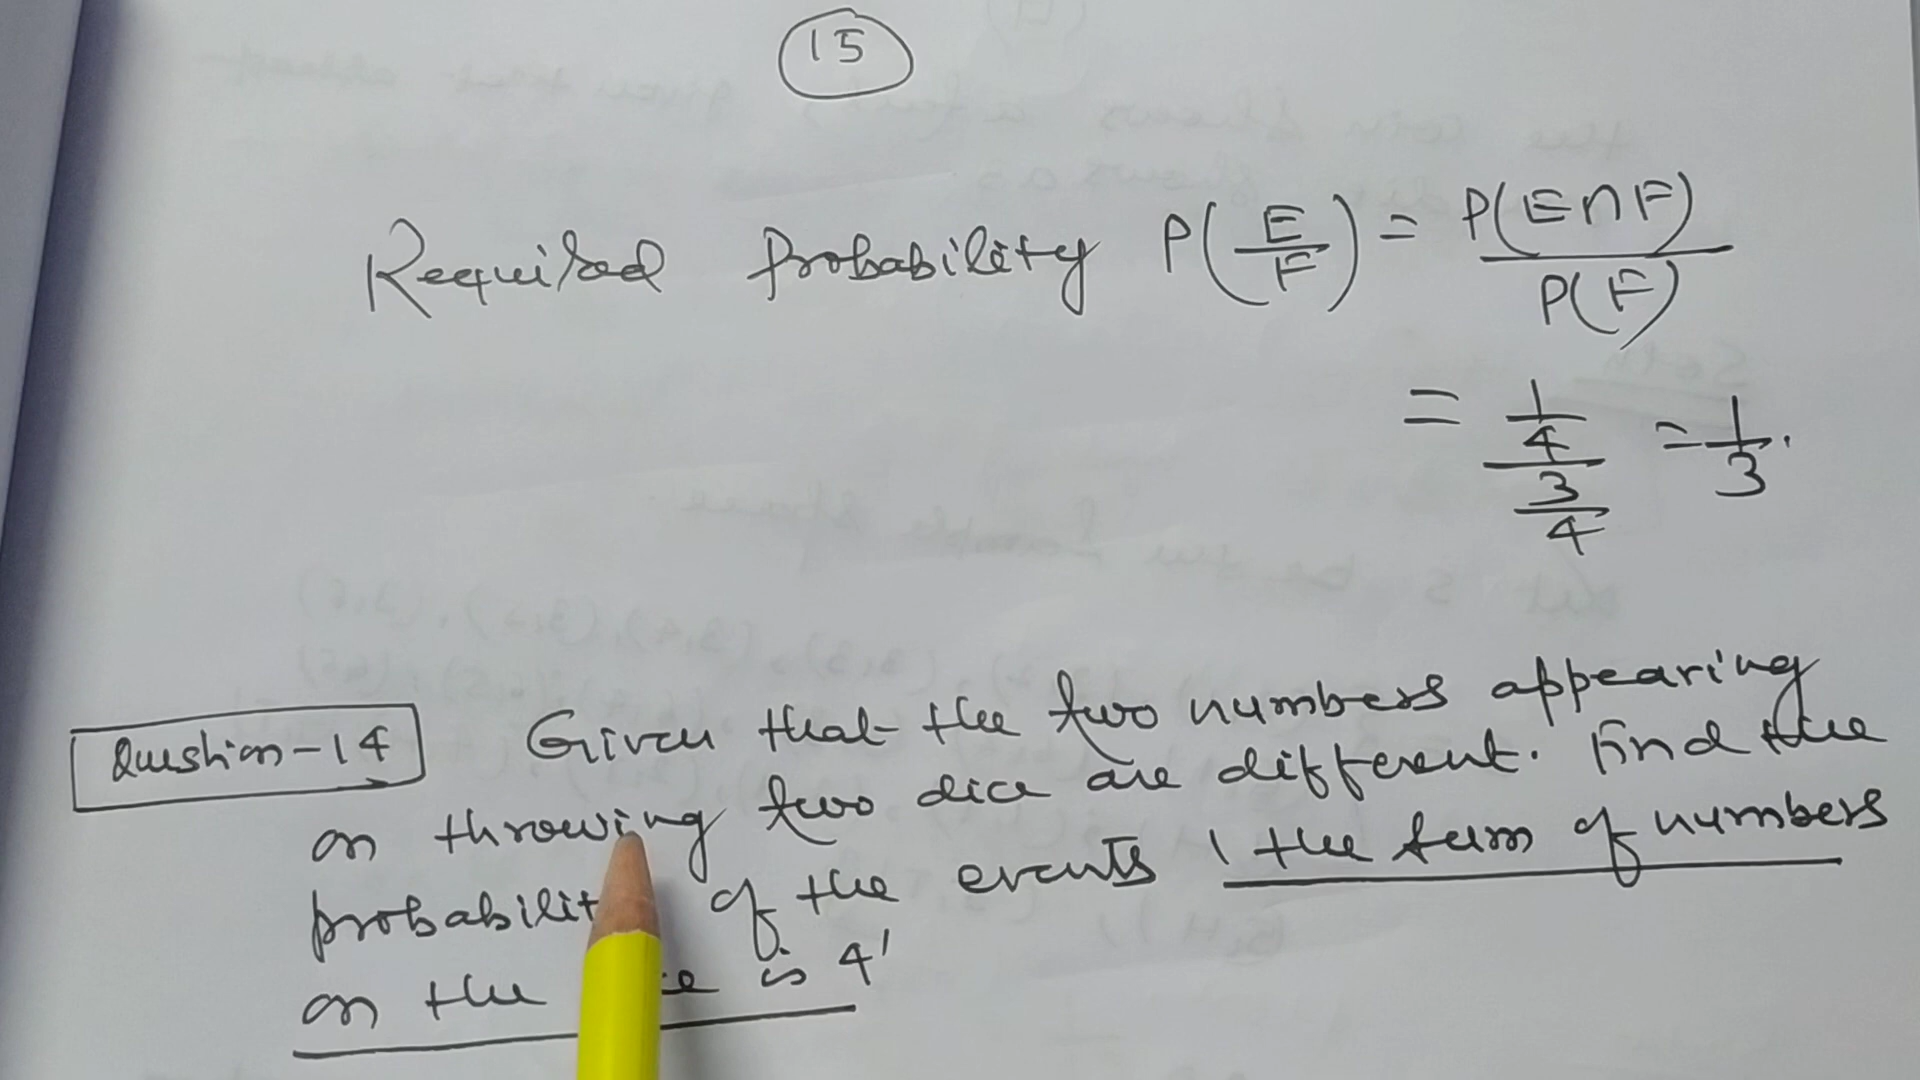 15
Required Probability P(E/F) = P(E∩F)/P(F)
= 1/4 / 3/4 = 1/3.
Question-14 Given that the two numbers appearing
on throwing two dice are different. Find the
probability of the events 'the sum of numbers
on the is 4'